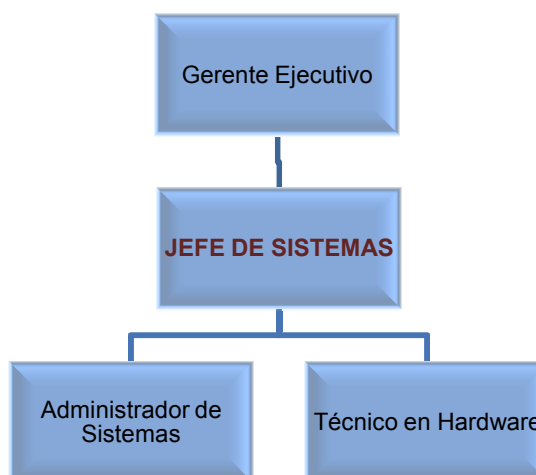 Gerente Ejecutivo
JEFE DE SISTEMAS
Administrador de
Sistemas
Técnico en Hardware